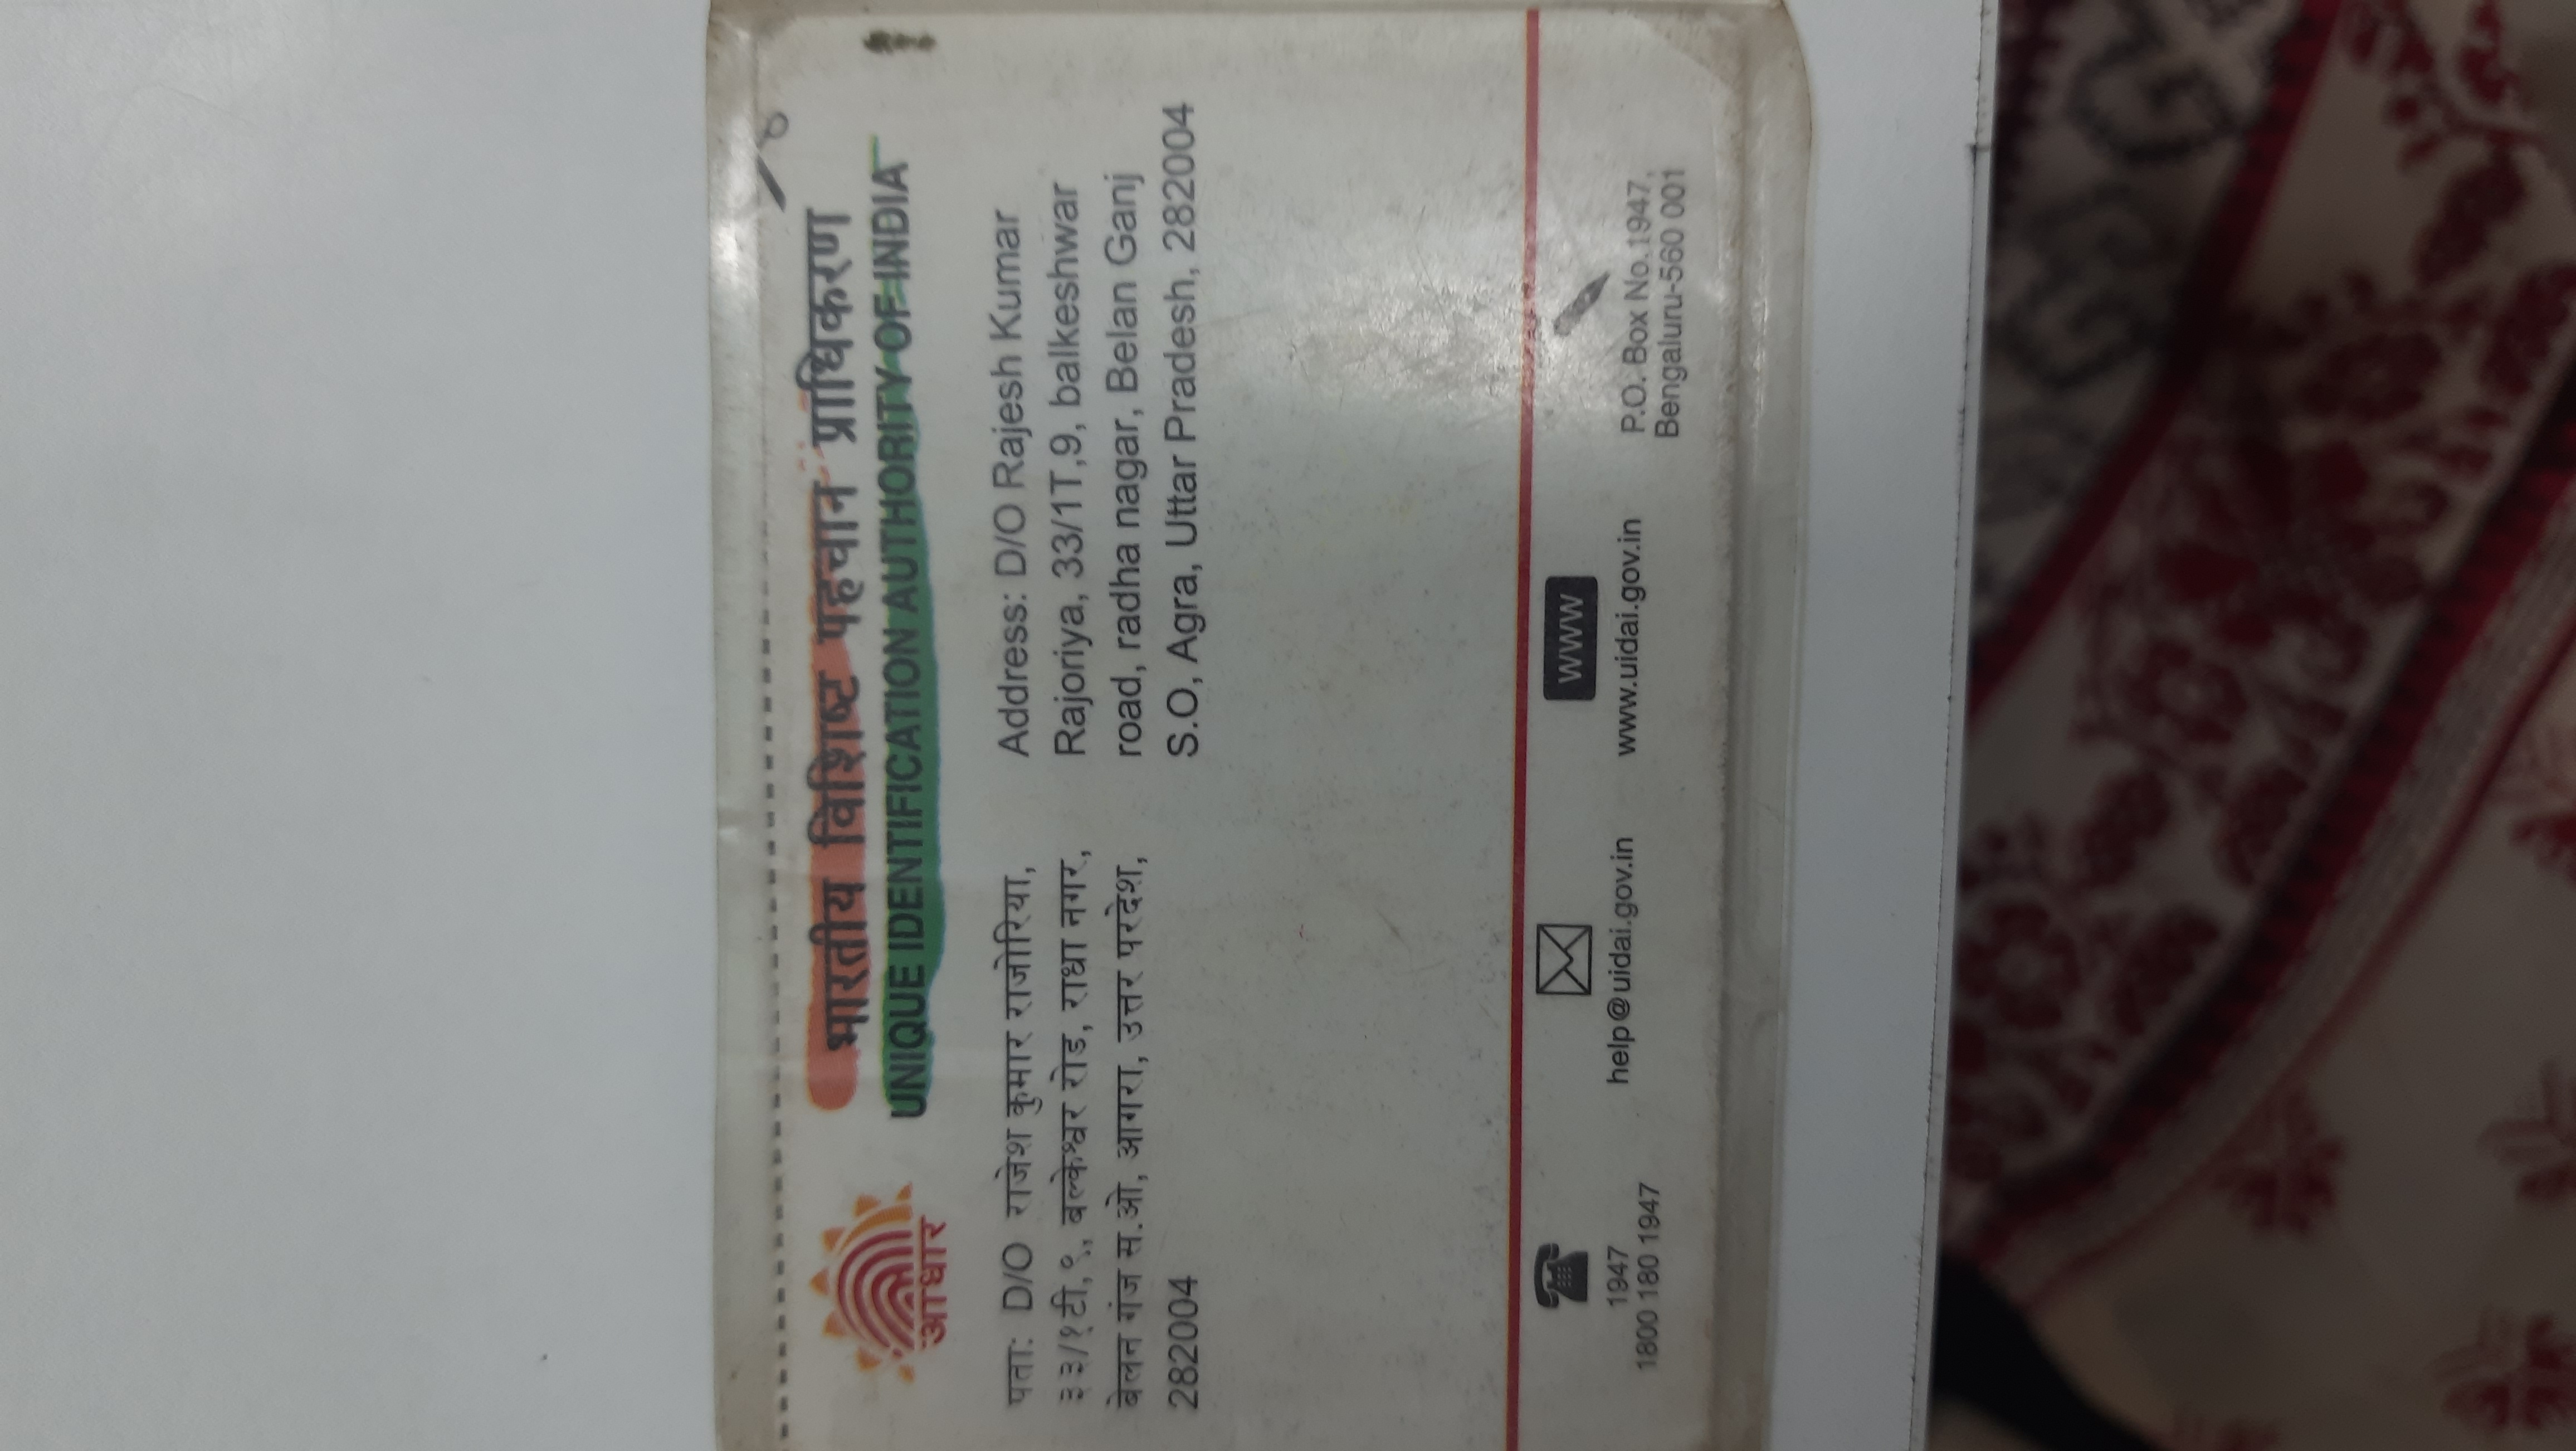 भारतीय विशिष्ट पहचान प्राधिकरण
UNIQUE IDENTIFICATION AUTHORITY OF INDIA
आधार
पता: D/O राजेश कुमार राजोरिया,
३३/१टी,९, बल्केश्वर रोड, राधा नगर,
बेलन गंज स.ओ, आगरा, उत्तर परदेश,
282004
Address: D/O Rajesh Kumar
Rajoriya, 33/1T,9, balkeshwar
road, radha nagar, Belan Ganj
S.O, Agra, Uttar Pradesh, 282004
1947
1800 180 1947
help@uidai.gov.in
WWW
www.uidai.gov.in
P.O. Box No.1947,
Bengaluru-560 001